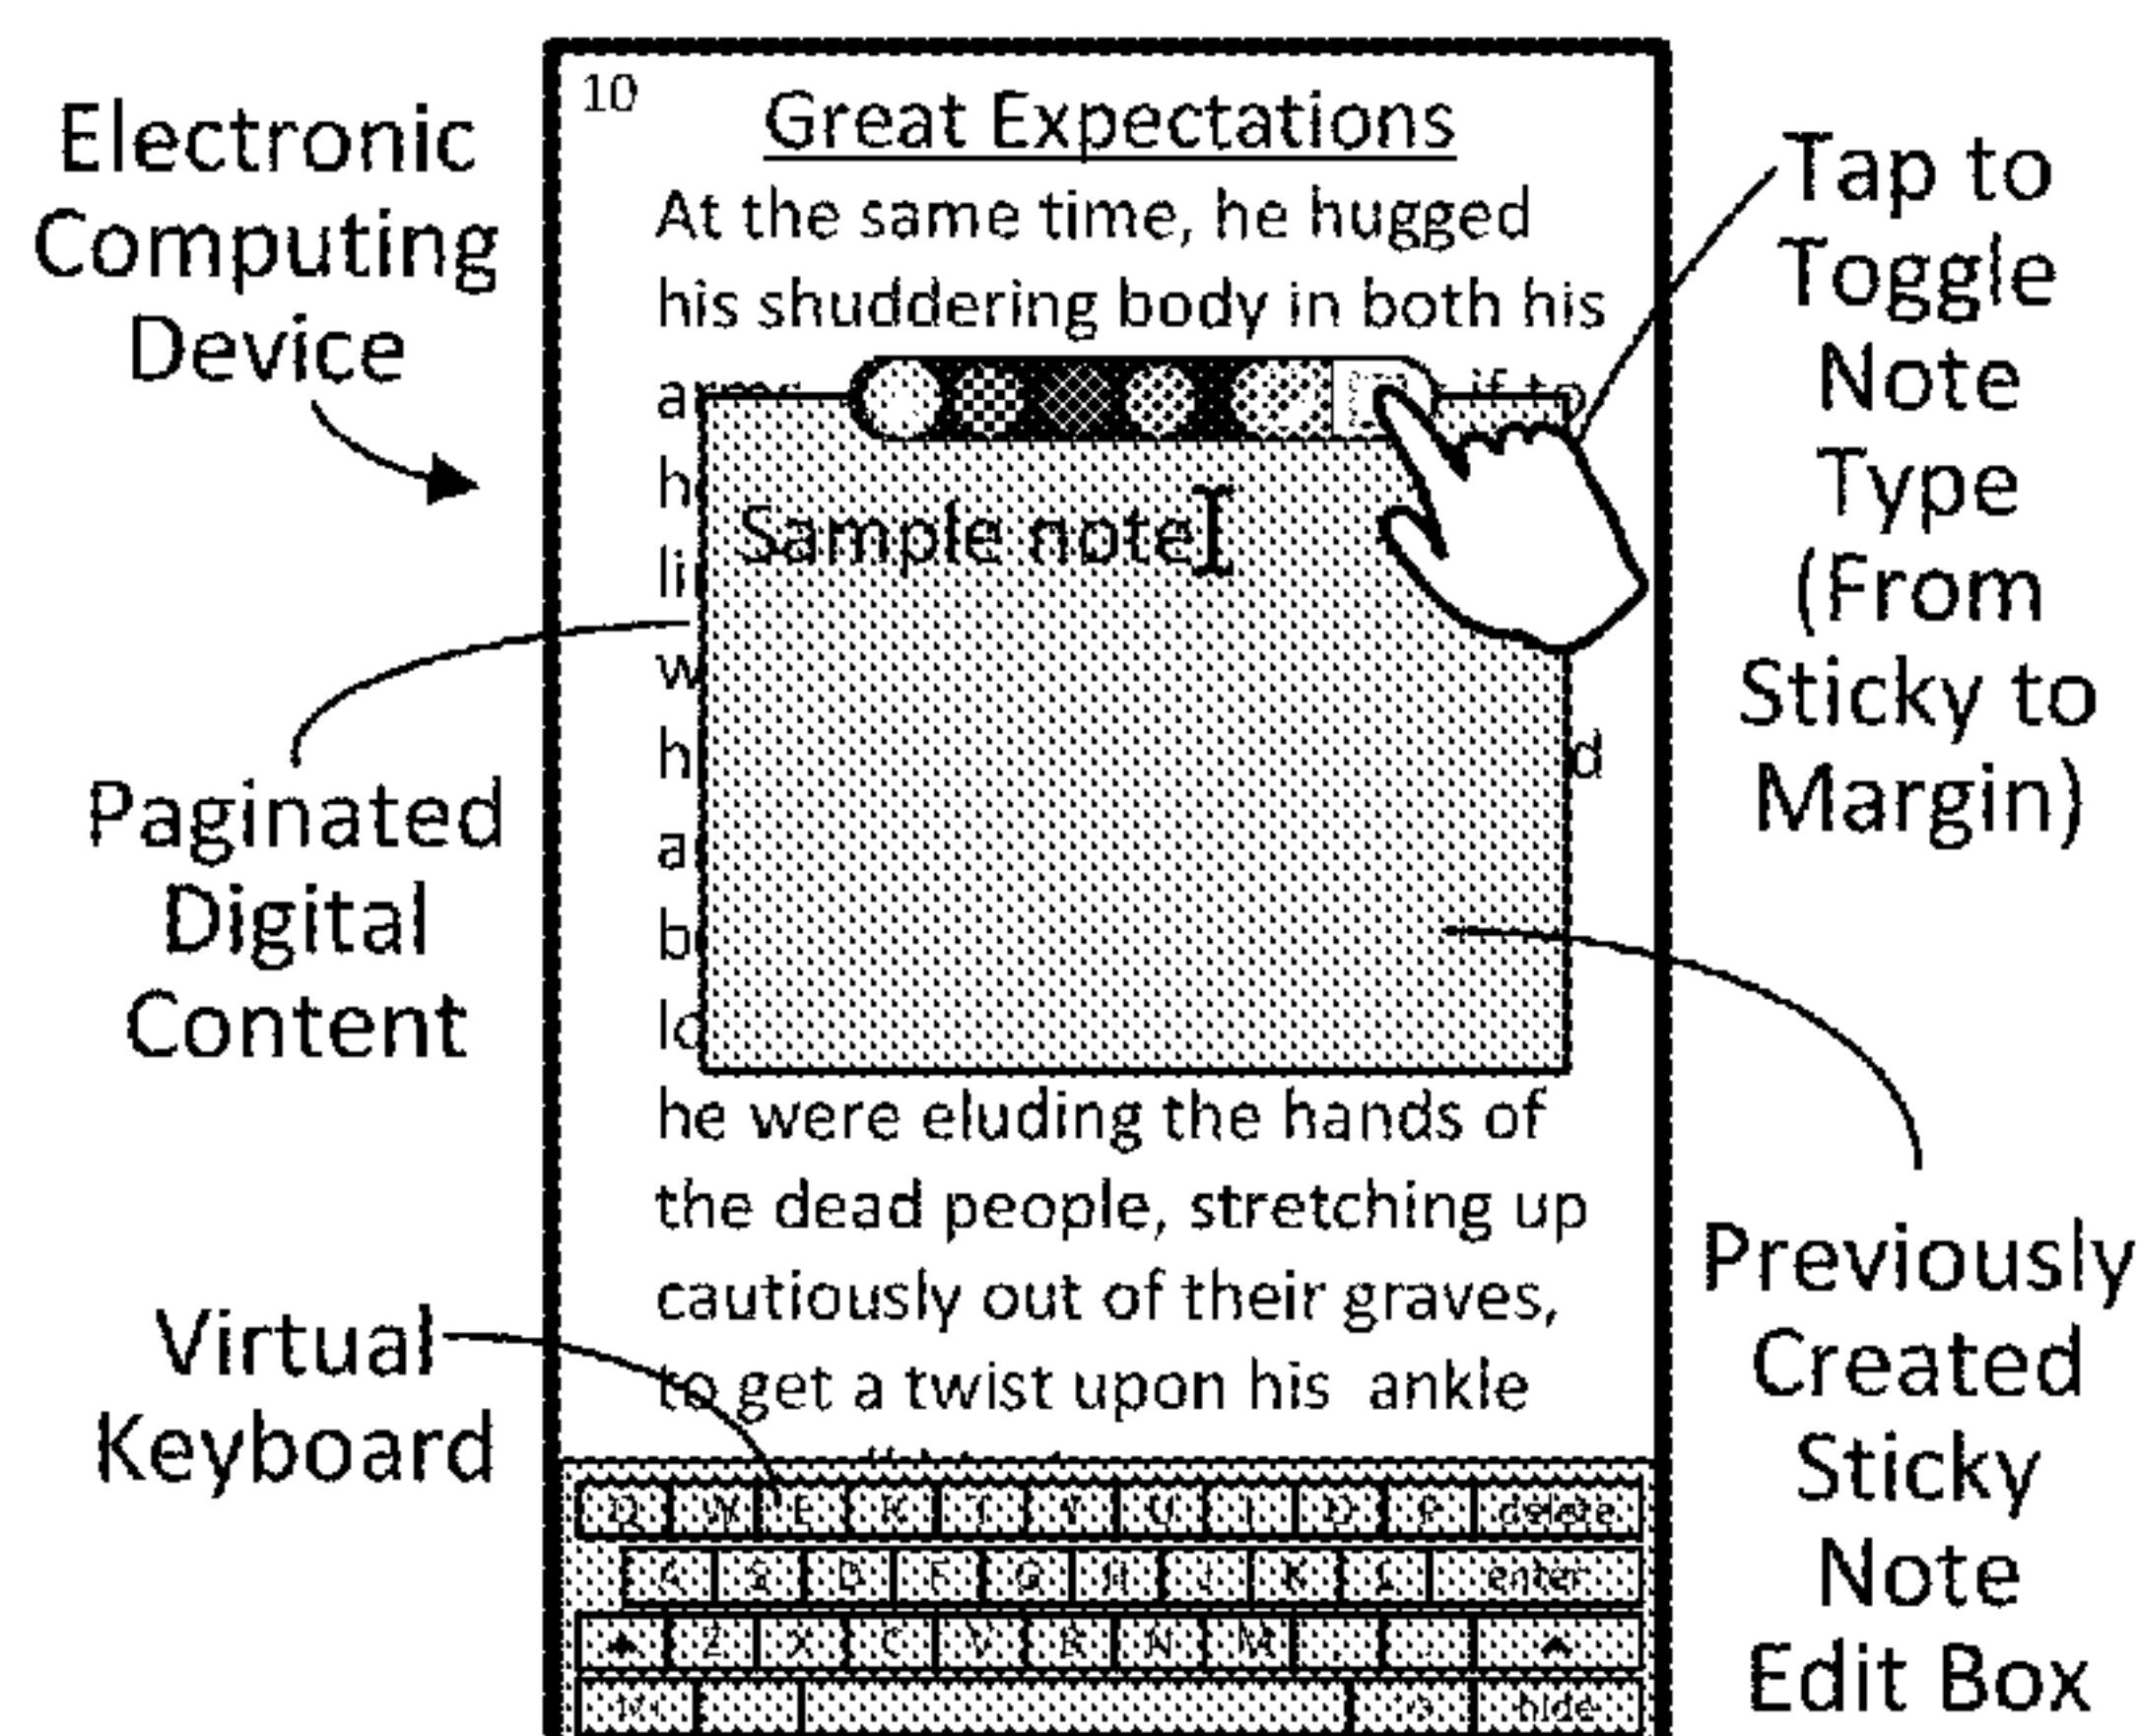 Electronic
Computing
Device
Paginated
Digital
Content
Virtual
Keyboard
10
Great Expectations
At the same time, he hugged
his shuddering body in both his
if to
Sample note
d
he were eluding the hands of
the dead people, stretching up
cautiously out of their graves,
to get a twist upon his ankle
Q W E R T Y U I O P delete
A S D F G H J K L enter
Z X C V B N M , .
hide
Tap to
Toggle
Note
Type
(From
Sticky to
Margin)
Previously
Created
Sticky
Note
Edit Box